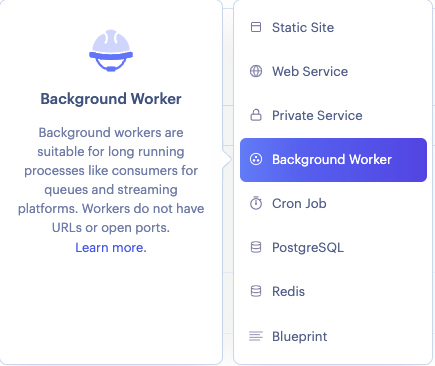 Background Worker
Background workers are
suitable for long running
processes like consumers for
queues and streaming
platforms. Workers do not have
URLs or open ports.
Learn more.
Static Site
Web Service
Private Service
Background Worker
Cron Job
PostgreSQL
Redis
Blueprint